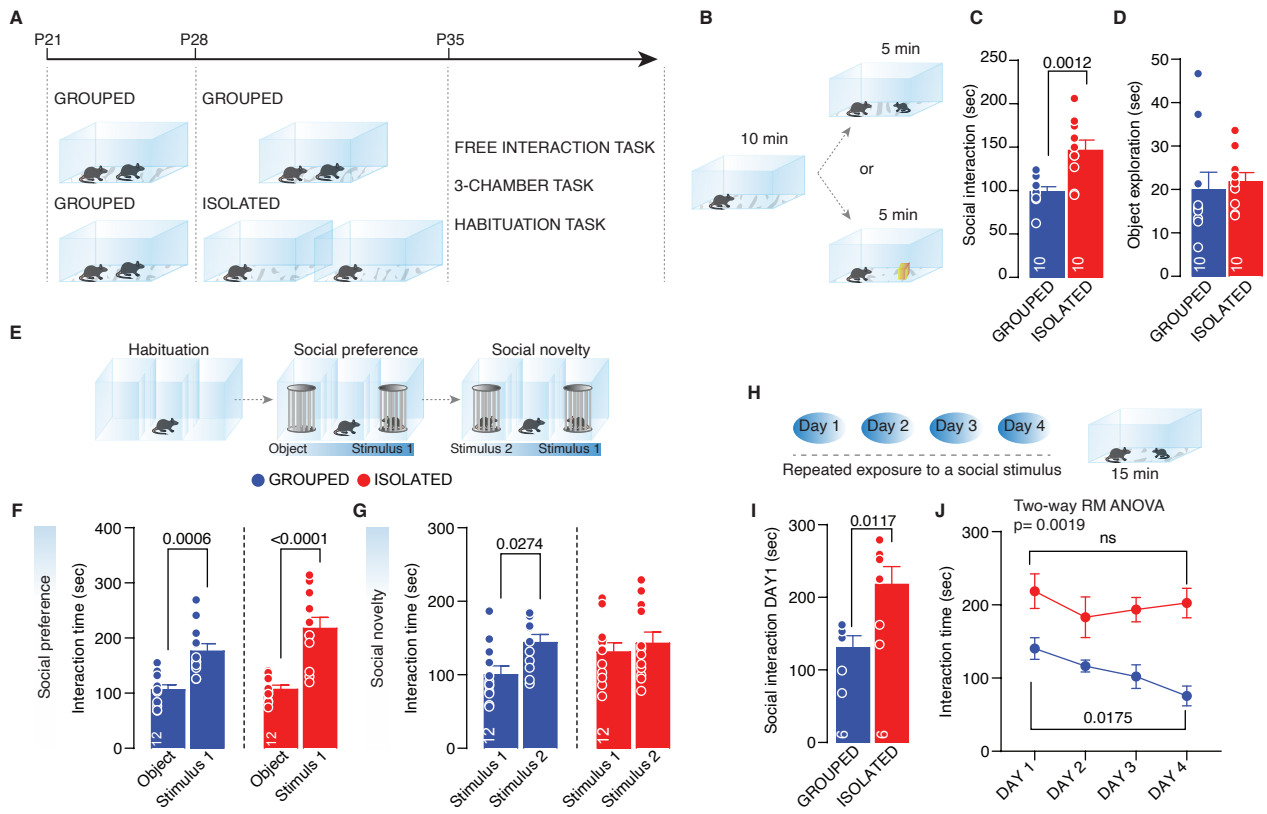 A
P21
P28
P35
GROUPED
GROUPED
GROUPED
ISOLATED
FREE INTERACTION TASK
3-CHAMBER TASK
HABITUATION TASK
B
10 min
5 min
or
5 min
C
Social interaction (sec)
250
200
150
100
50
0
0.0012
10
10
GROUPED
ISOLATED
D
Object exploration (sec)
50
40
30
20
10
0
10
10
GROUPED
ISOLATED
E
Habituation
Social preference
Social novelty
Object
Stimulus 1
Stimulus 2
Stimulus 1
GROUPED
ISOLATED
F
Social preference
Interaction time (sec)
400
300
200
100
0
0.0006
<0.0001
12
12
Object
Stimulus 1
Object
Stimulus 1
G
Social novelty
Interaction time (sec)
300
200
100
0
0.0274
12
12
Stimulus 1
Stimulus 2
Stimulus 1
Stimulus 2
H
Day 1
Day 2
Day 3
Day 4
Repeated exposure to a social stimulus
15 min
I
Social interaction DAY1 (sec)
300
200
100
0
0.0117
6
6
GROUPED
ISOLATED
J
Two-way RM ANOVA
p= 0.0019
Interaction time (sec)
300
200
100
0
ns
0.0175
DAY 1
DAY 2
DAY 3
DAY 4